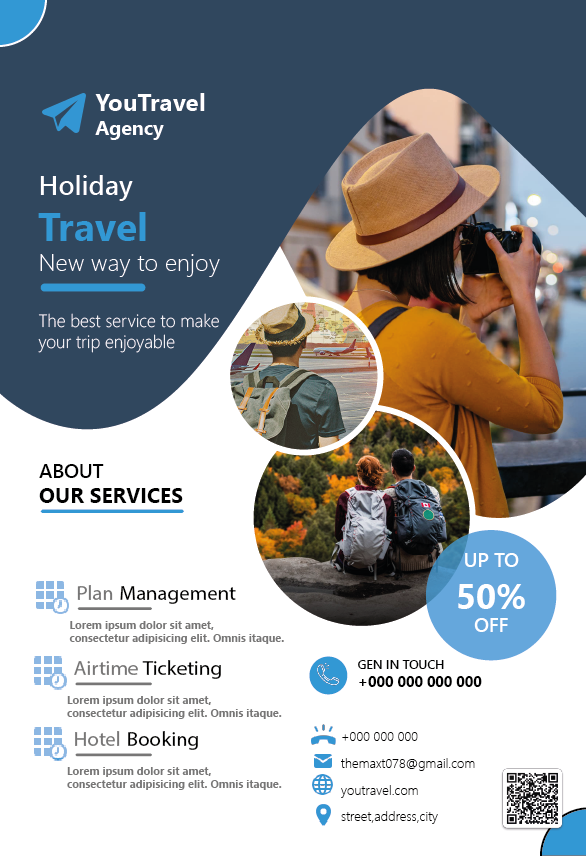 YouTravel
Agency
Holiday
Travel
New way to enjoy
The best service to make
your trip enjoyable
ABOUT
OUR SERVICES
UP TO
50%
OFF
Plan Management
Lorem ipsum dolor sit amet,
consectetur adipisicing elit. Omnis itaque.
Airtime Ticketing
Lorem ipsum dolor sit amet,
consectetur adipisicing elit. Omnis itaque.
Hotel Booking
Lorem ipsum dolor sit amet,
consectetur adipisicing elit. Omnis itaque.
GEN IN TOUCH
+000 000 000 000
+000 000 000
themaxt078@gmail.com
youtravel.com
street,address,city